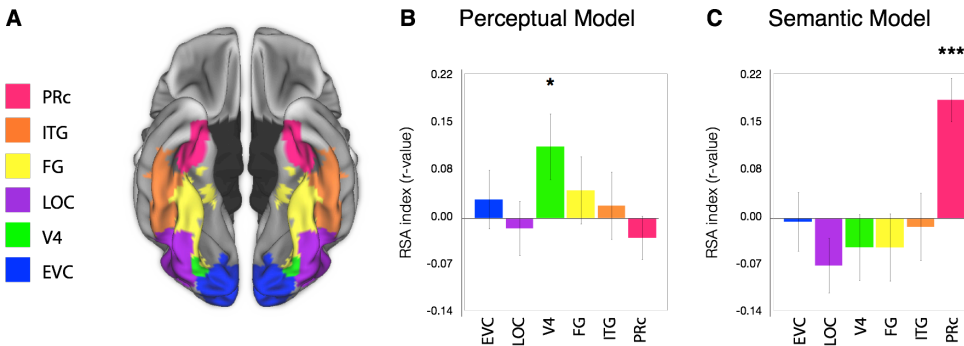 A
PRc
ITG
FG
LOC
V4
EVC
B Perceptual Model
*
RSA index (r-value)
0.22
0.15
0.08
0.00
-0.07
-0.14
EVC
LOC
V4
FG
ITG
PRc
C Semantic Model
***
RSA index (r-value)
0.22
0.15
0.08
0.00
-0.07
-0.14
EVC
LOC
V4
FG
ITG
PRc